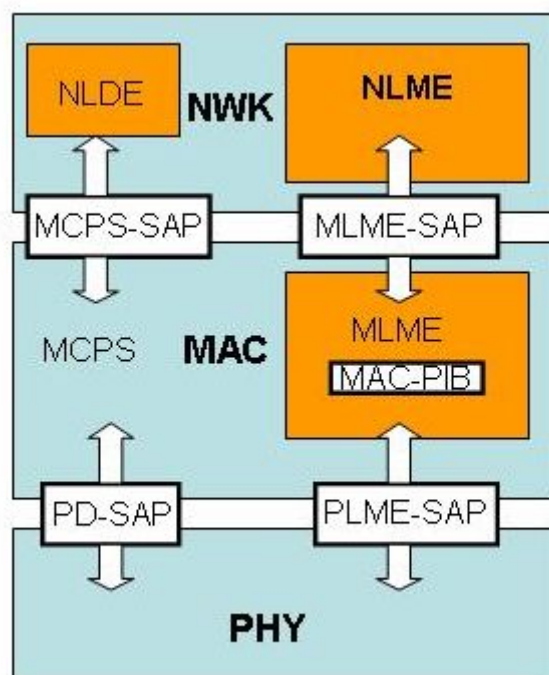 NLDE
NWK
NLME
MCPS-SAP
MLME-SAP
MCPS
MAC
MLME
MAC-PIB
PD-SAP
PLME-SAP
PHY